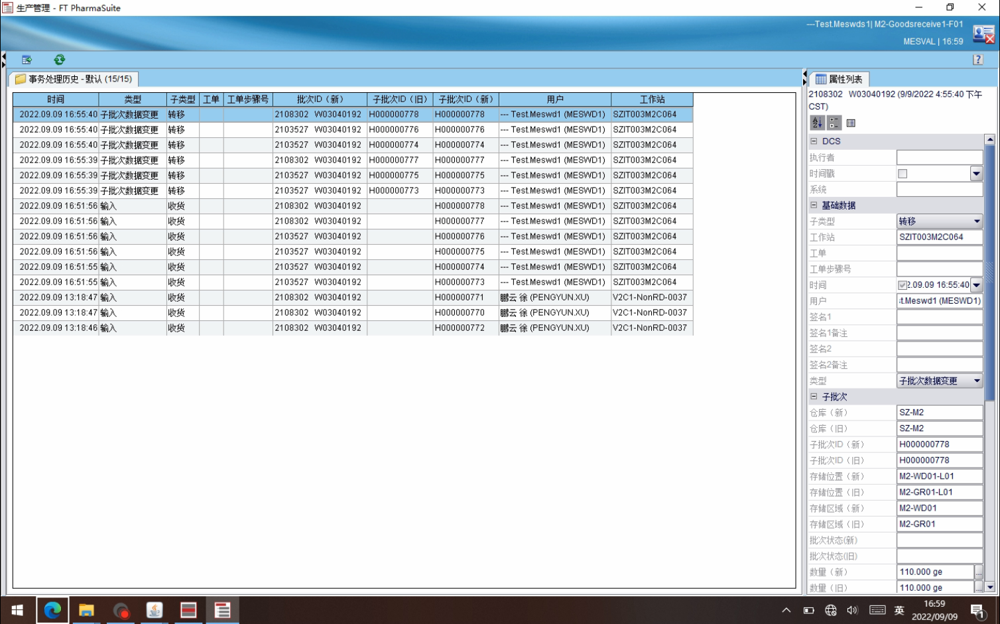 生产管理 - FT PharmaSuite
---Test.Meswds1| M2-Goodsreceive1-F01
MESVAL | 16:59
?
事务处理历史 - 默认 (15/15)
时间 类型 子类型 工单 工单步骤号 批次ID（新） 子批次ID（旧） 子批次ID（新） 用户 工作站
2022.09.09 16:55:40 子批次数据变更 转移 2108302 W03040192 H000000778 H000000778 --- Test.Meswd1 (MESWD1) SZIT003M2C064
2022.09.09 16:55:40 子批次数据变更 转移 2103527 W03040192 H000000776 H000000776 --- Test.Meswd1 (MESWD1) SZIT003M2C064
2022.09.09 16:55:40 子批次数据变更 转移 2103527 W03040192 H000000774 H000000774 --- Test.Meswd1 (MESWD1) SZIT003M2C064
2022.09.09 16:55:39 子批次数据变更 转移 2108302 W03040192 H000000777 H000000777 --- Test.Meswd1 (MESWD1) SZIT003M2C064
2022.09.09 16:55:39 子批次数据变更 转移 2103527 W03040192 H000000775 H000000775 --- Test.Meswd1 (MESWD1) SZIT003M2C064
2022.09.09 16:55:39 子批次数据变更 转移 2103527 W03040192 H000000773 H000000773 --- Test.Meswd1 (MESWD1) SZIT003M2C064
2022.09.09 16:51:56 输入 收货 2108302 W03040192 H000000778 --- Test.Meswd1 (MESWD1) SZIT003M2C064
2022.09.09 16:51:56 输入 收货 2108302 W03040192 H000000777 --- Test.Meswd1 (MESWD1) SZIT003M2C064
2022.09.09 16:51:56 输入 收货 2103527 W03040192 H000000776 --- Test.Meswd1 (MESWD1) SZIT003M2C064
2022.09.09 16:51:56 输入 收货 2103527 W03040192 H000000775 --- Test.Meswd1 (MESWD1) SZIT003M2C064
2022.09.09 16:51:55 输入 收货 2103527 W03040192 H000000774 --- Test.Meswd1 (MESWD1) SZIT003M2C064
2022.09.09 16:51:55 输入 收货 2103527 W03040192 H000000773 --- Test.Meswd1 (MESWD1) SZIT003M2C064
2022.09.09 13:18:47 输入 收货 2108302 W03040192 H000000771 鹏云 徐 (PENGYUN.XU) V2C1-NonRD-0037
2022.09.09 13:18:47 输入 收货 2108302 W03040192 H000000770 鹏云 徐 (PENGYUN.XU) V2C1-NonRD-0037
2022.09.09 13:18:46 输入 收货 2108302 W03040192 H000000772 鹏云 徐 (PENGYUN.XU) V2C1-NonRD-0037
属性列表
2108302 W03040192 (9/9/2022 4:55:40 下午
CST)
DCS
执行者
时间戳
系统
基础数据
子类型 转移
工作站 SZIT003M2C064
工单
工单步骤号
时间 2.09.09 16:55:40
用户 st.Meswd1 (MESWD1)
签名1
签名1备注
签名2
签名2备注
类型 子批次数据变更
子批次
仓库（新） SZ-M2
仓库（旧） SZ-M2
子批次ID（新） H000000778
子批次ID（旧） H000000778
存储位置（新） M2-WD01-L01
存储位置（旧） M2-GR01-L01
存储区域（新） M2-WD01
存储区域（旧） M2-GR01
批次状态(新)
批次状态(旧)
数量（新） 110.000 ge ...
数量（旧） 110.000 ge ...
英
16:59
2022/09/09
1